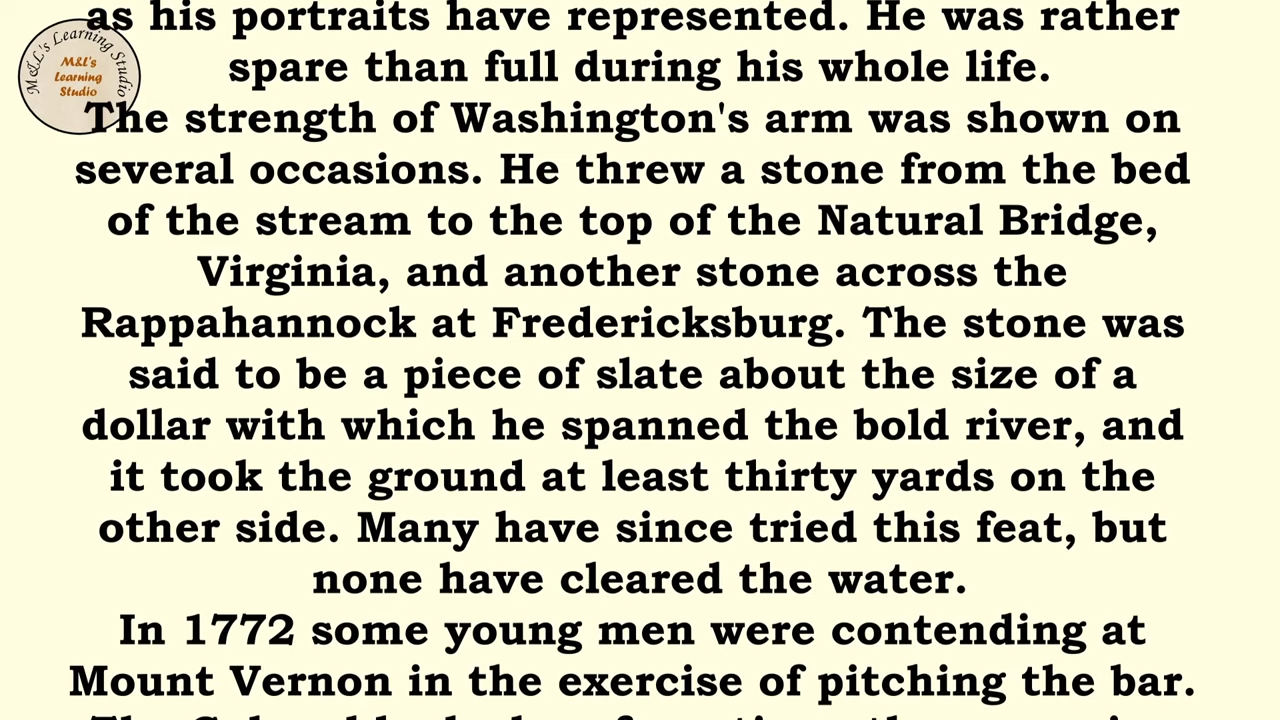 as his portraits have represented. He was rather
spare than full during his whole life.
M&L's Learning Studio
M&L's
Learning
Studio
The strength of Washington's arm was shown on
several occasions. He threw a stone from the bed
of the stream to the top of the Natural Bridge,
Virginia, and another stone across the
Rappahannock at Fredericksburg. The stone was
said to be a piece of slate about the size of a
dollar with which he spanned the bold river, and
it took the ground at least thirty yards on the
other side. Many have since tried this feat, but
none have cleared the water.
In 1772 some young men were contending at
Mount Vernon in the exercise of pitching the bar.